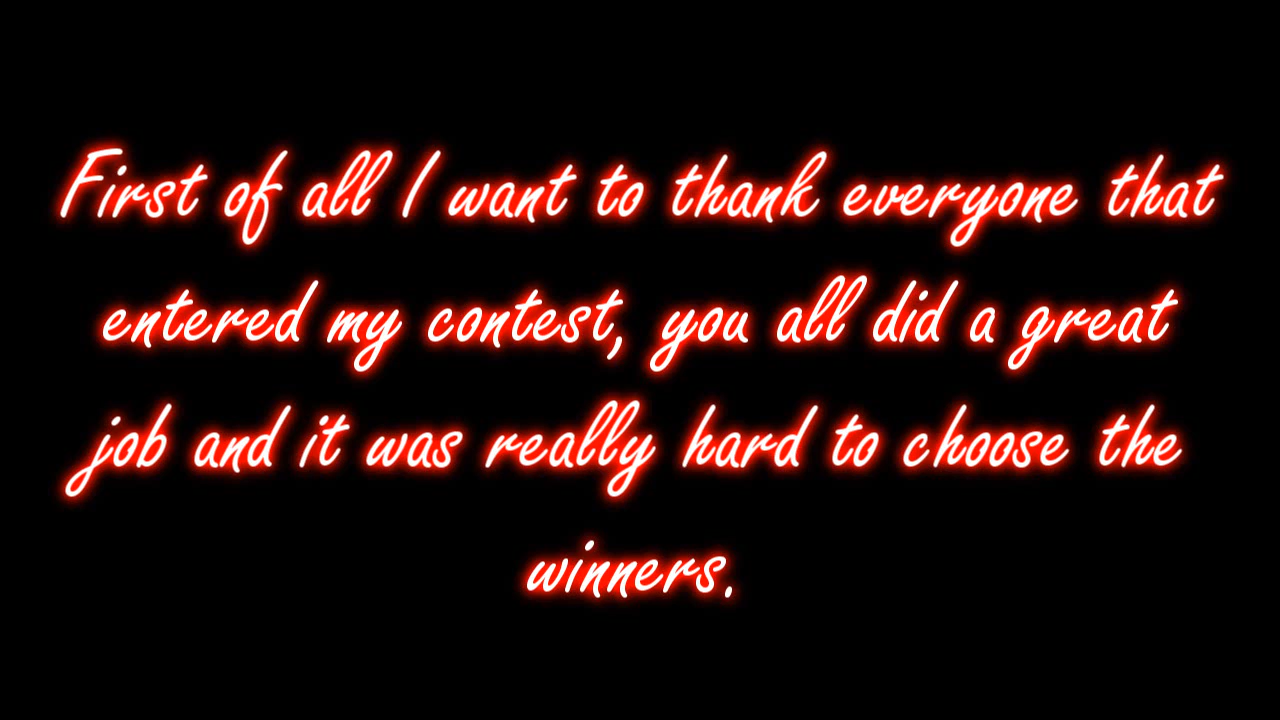 First of all I want to thank everyone that
entered my contest, you all did a great
job and it was really hard to choose the
winners.